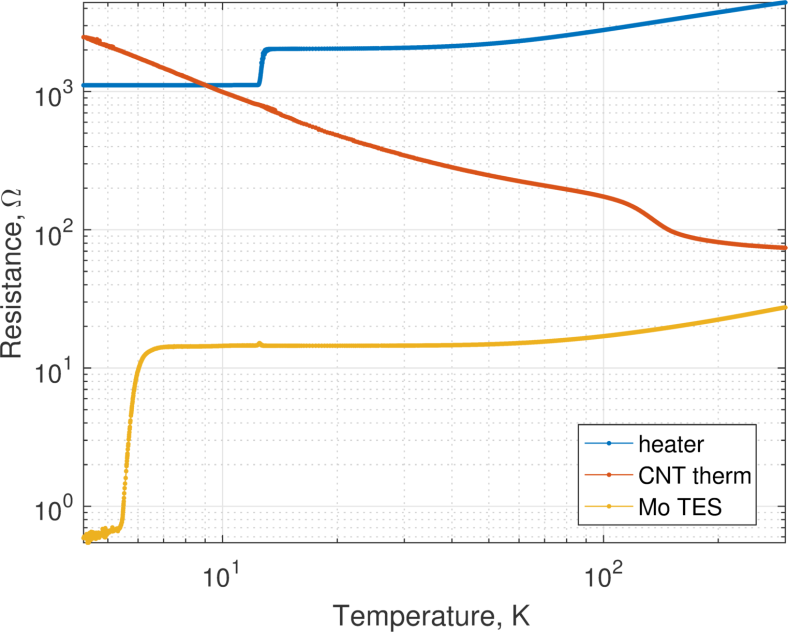 Resistance, Ω
10³
10²
10¹
10⁰
heater
CNT therm
Mo TES
10¹
10²
Temperature, K